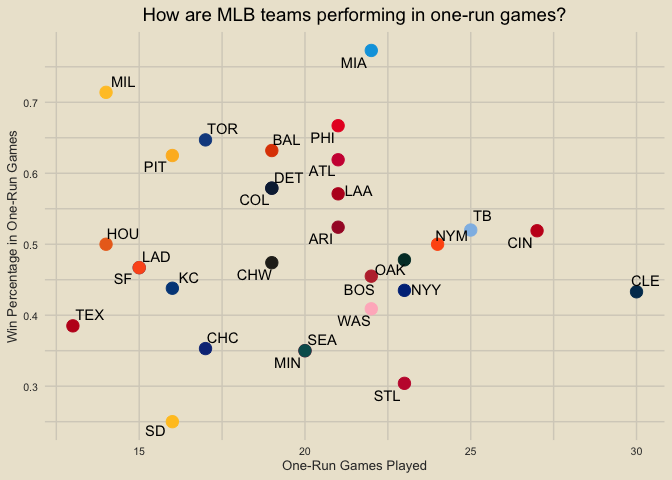 How are MLB teams performing in one-run games?
MIA
MIL
0.7
TOR
BAL
PHI
PIT
0.6
ATL
DET
LAA
COL
TB
HOU
ARI
NYM
CIN
0.5
LAD
OAK
CHW
SF
KC
CLE
BOS
NYY
0.4
TEX
WAS
CHC
SEA
MIN
0.3
STL
SD
Win Percentage in One-Run Games
15 20 25 30
One-Run Games Played